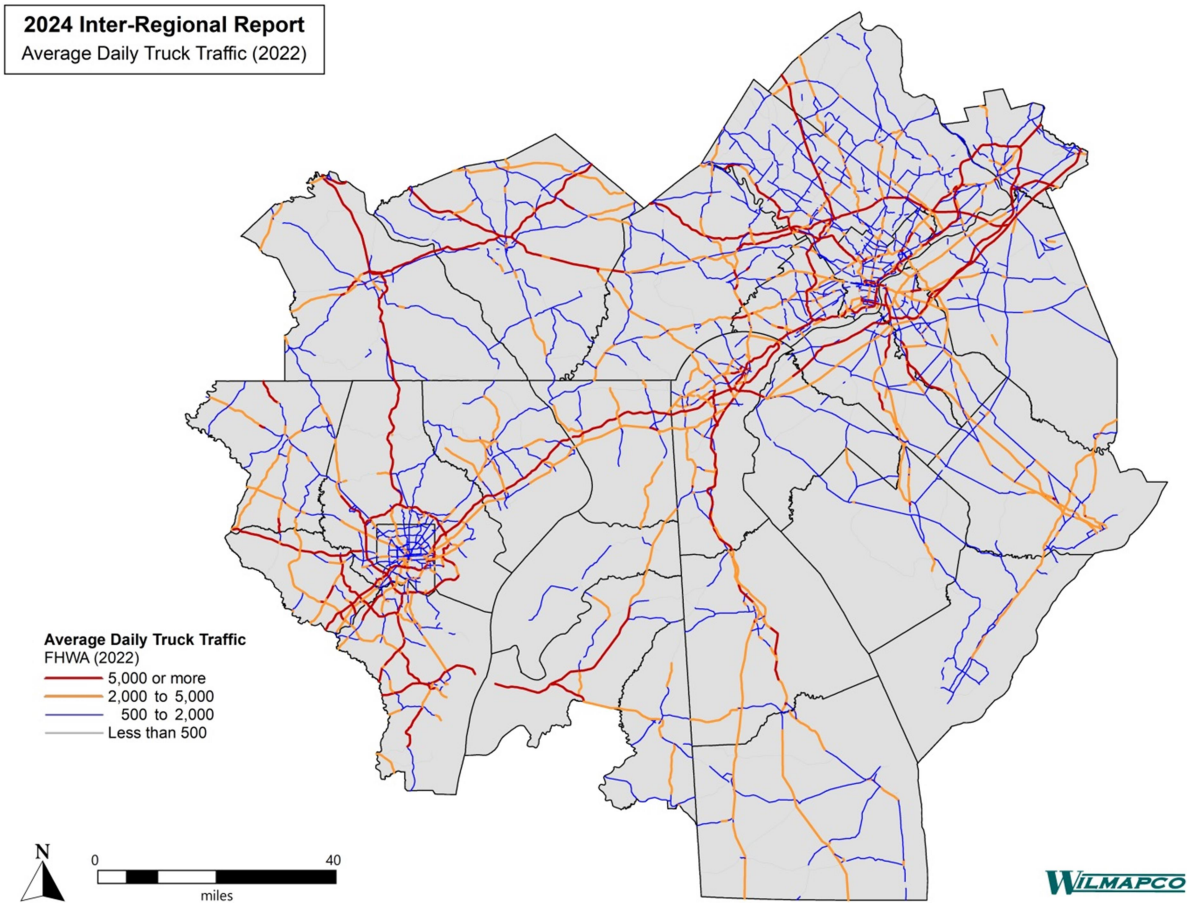 2024 Inter-Regional Report
Average Daily Truck Traffic (2022)
Average Daily Truck Traffic
FHWA (2022)
5,000 or more
2,000 to 5,000
500 to 2,000
Less than 500
N
0 40
miles
WILMAPCO